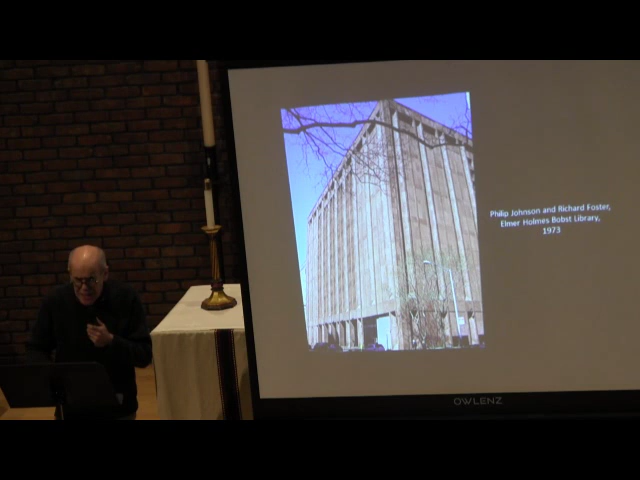 Philip Johnson and Richard Foster,
Elmer Holmes Bobst Library,
1973
OWLENZ